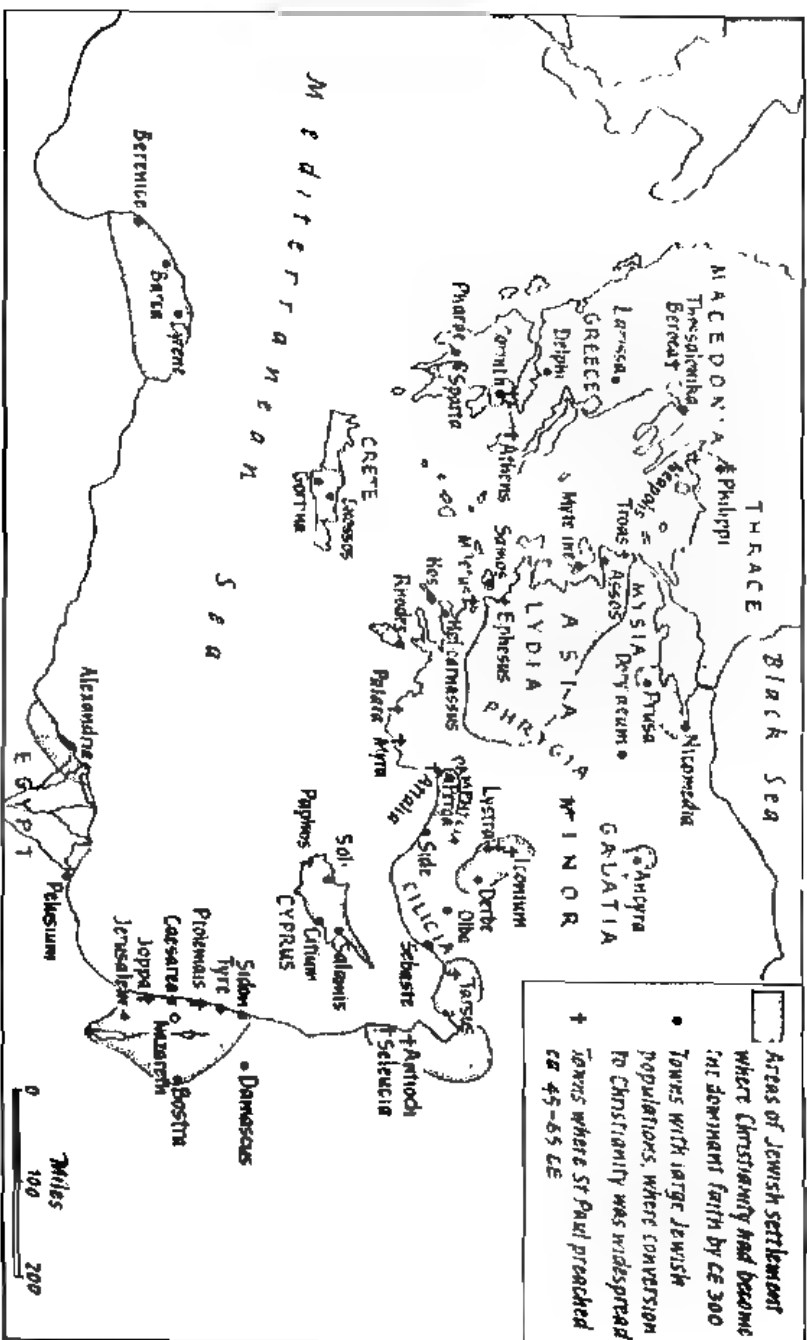 Areas of Jewish settlement
where Christianity had become
the dominant faith by CE 300
Towns with large Jewish
populations, where conversion
to Christianity was widespread
Towns where St Paul preached
ca 45-65 CE
Black Sea
THRACE
MACEDONIA
Philippi
Neapolis
Thessalonika
Beroea
Larissa
GREECE
Delphi
Corinth
Athens
Pharae
Sparta
Nicomedia
Prusa
MYSIA
Troas
Assos
ASIA MINOR
LYDIA
PHRYGIA
GALATIA
Ancyra
Samos
Ephesus
Miletus
Halicarnassus
Kos
Rhodes
Patara
Myra
Attalia
Side
Iconium
Lystra
Derbe
Olba
CILICIA
Sebaste
Tarsus
Antioch
Seleucia
CRETE
Gortyna
Mediterranean
Sea
CYPRUS
Soli
Paphos
Citium
Salamis
Sidon
Tyre
Ptolemais
Caesarea
Joppa
Jerusalem
Damascus
Nazareth
Bostra
Berenice
Barca
Cyrene
Alexandria
EGYPT
Pelusium
0 100 200
Miles